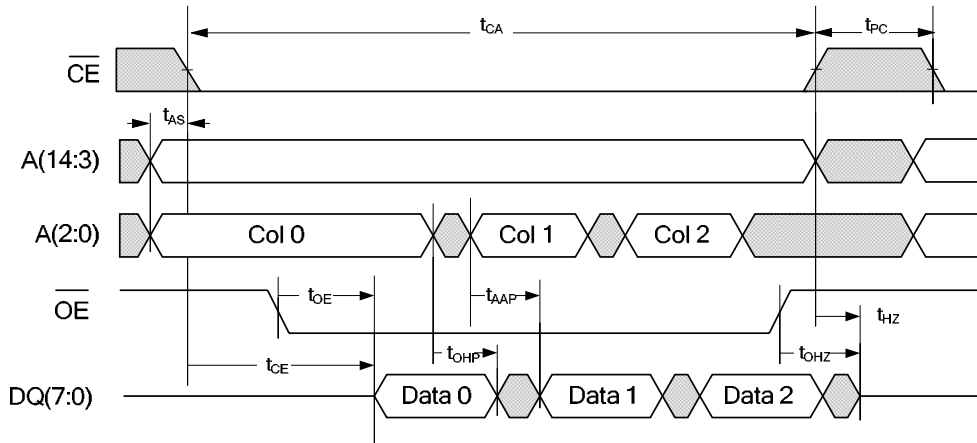 tCA
tPC
CE
tAS
A(14:3)
A(2:0)
Col 0
Col 1
Col 2
OE
tOE
tAAP
tHZ
tOHP
tOHZ
tCE
DQ(7:0)
Data 0
Data 1
Data 2